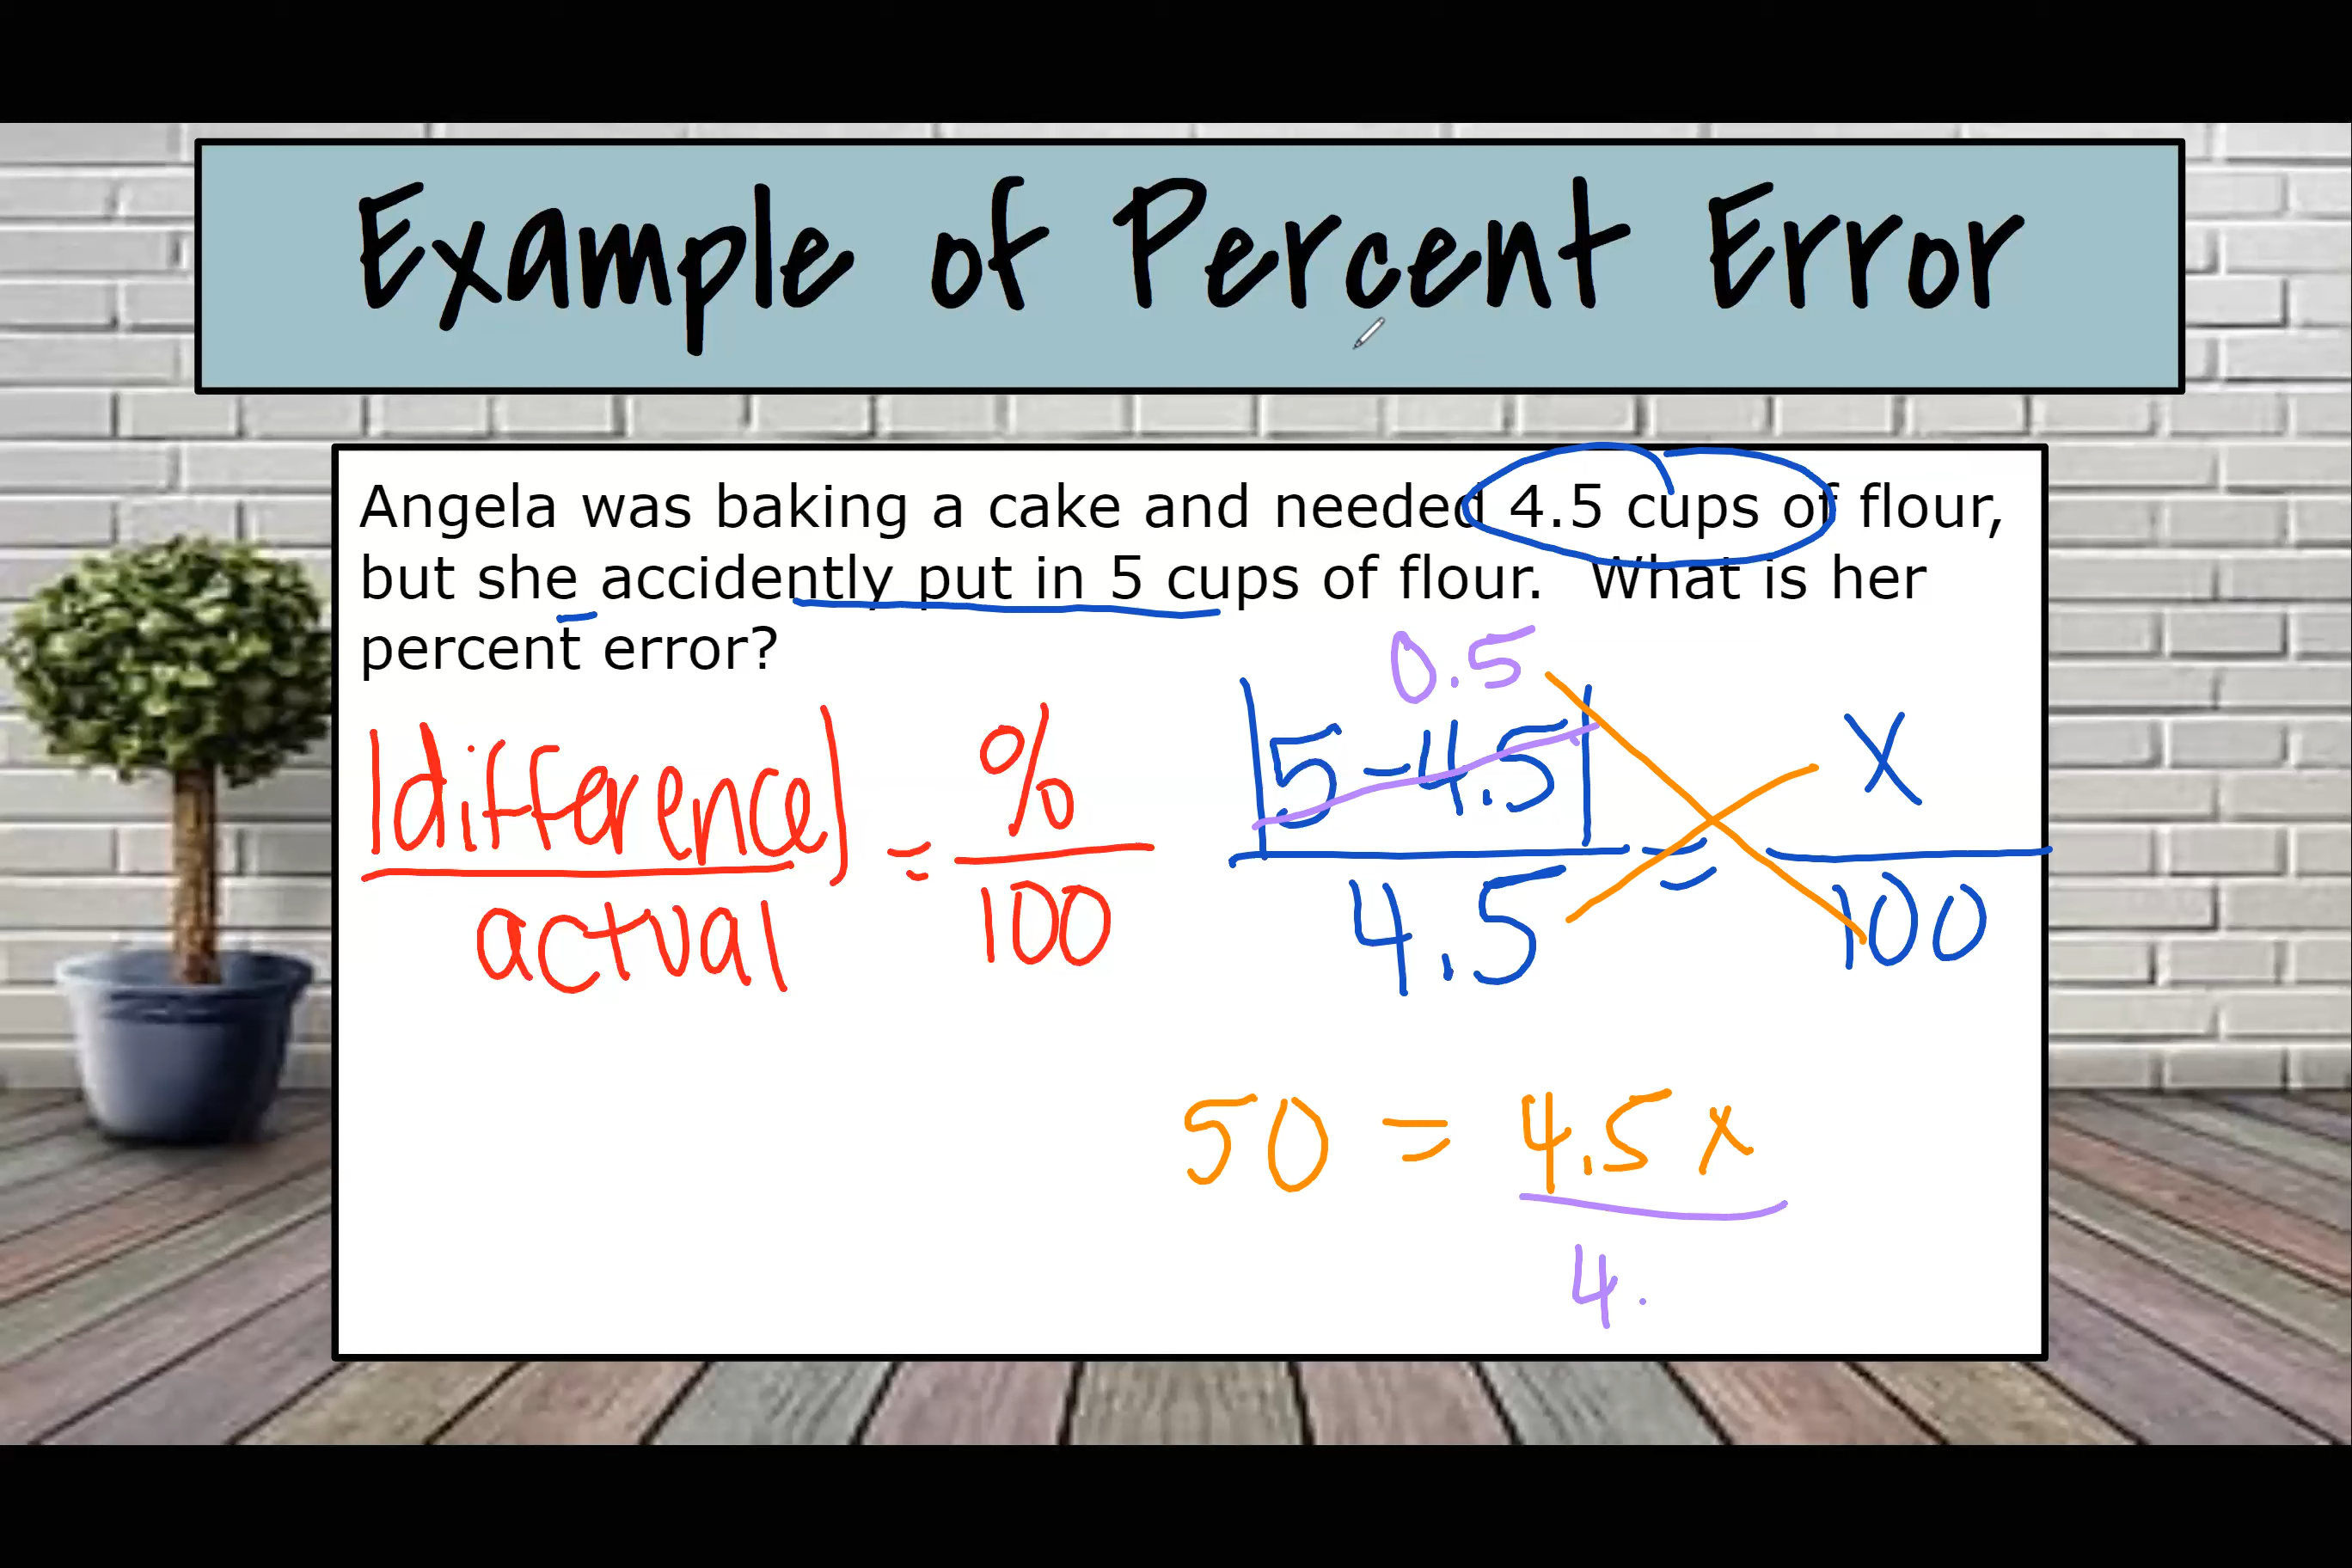 Example of Percent Error
Angela was baking a cake and needed 4.5 cups of flour,
but she accidently put in 5 cups of flour. What is her
percent error?
|difference| / actual = % / 100
0.5
|5-4.5| / 4.5 = x / 100
50 = 4.5x
4.